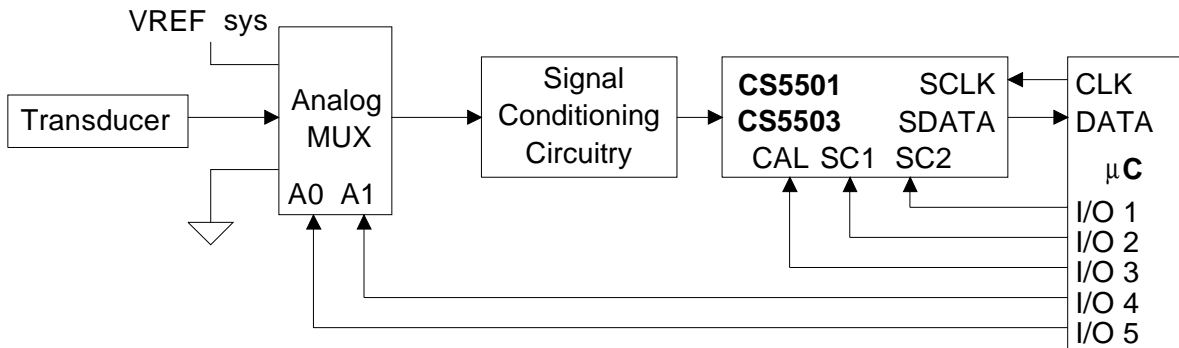 VREF sys
Transducer
Analog
MUX
A0 A1
Signal
Conditioning
Circuitry
CS5501 SCLK
CS5503 SDATA
CAL SC1 SC2
CLK
DATA
µC
I/O 1
I/O 2
I/O 3
I/O 4
I/O 5